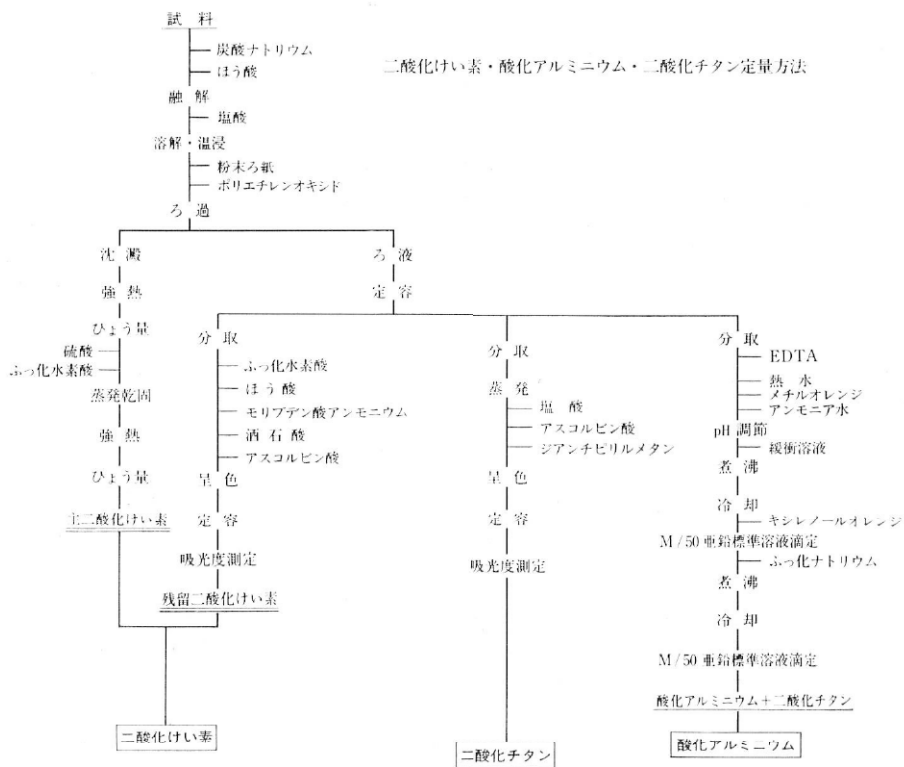 試料
炭酸ナトリウム
ほう酸
二酸化けい素・酸化アルミニウム・二酸化チタン定量方法
融解
塩酸
溶解・温浸
粉末ろ紙
ポリエチレンオキシド
ろ過
沈澱
強熱
ひょう量
硫酸
ふっ化水素酸
蒸発乾固
強熱
ひょう量
主二酸化けい素
ろ液
定容
分取
ふっ化水素酸
ほう酸
モリブデン酸アンモニウム
酒石酸
アスコルビン酸
呈色
定容
吸光度測定
残留二酸化けい素
二酸化けい素
分取
蒸発
塩酸
アスコルビン酸
ジアンチピリルメタン
呈色
定容
吸光度測定
二酸化チタン
分取
EDTA
熱水
メチルオレンジ
アンモニア水
pH調節
緩衝溶液
煮沸
冷却
キシレノールオレンジ
M/50亜鉛標準溶液滴定
ふっ化ナトリウム
煮沸
冷却
M/50亜鉛標準溶液滴定
酸化アルミニウム+二酸化チタン
酸化アルミニウム